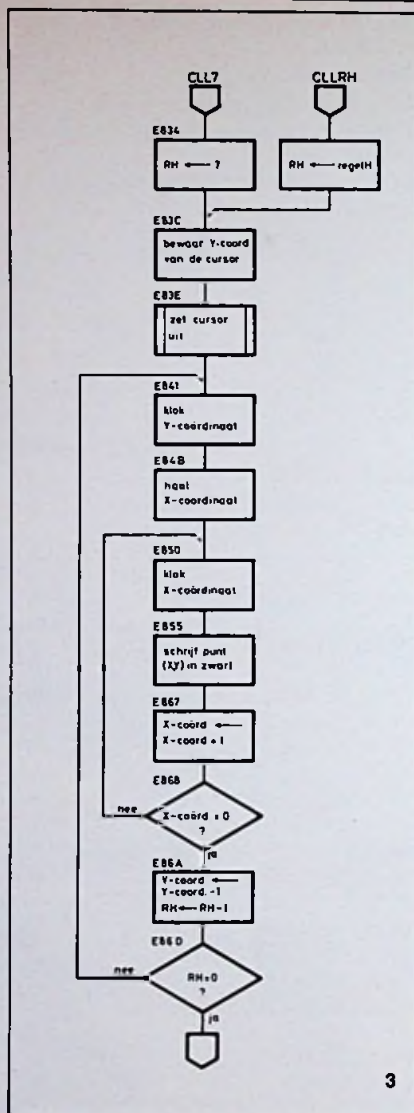 CLL7
CLLRH
E834
RH ← ?
RH ← regelH
E83C
bewaar Y-coord
van de cursor
E83E
zet cursor
uit
E841
klok
Y-coördinaat
E84B
haal
X-coördinaat
E850
klok
X-coördinaat
E855
schrijf punt
(X,Y) in zwart
E867
X-coörd ←
X-coord + 1
E868
nee
X-coörd = 0
?
ja
E86A
Y-coord ←
Y-coord. -1
RH ← RH-1
E86D
nee
RH=0
?
ja
3